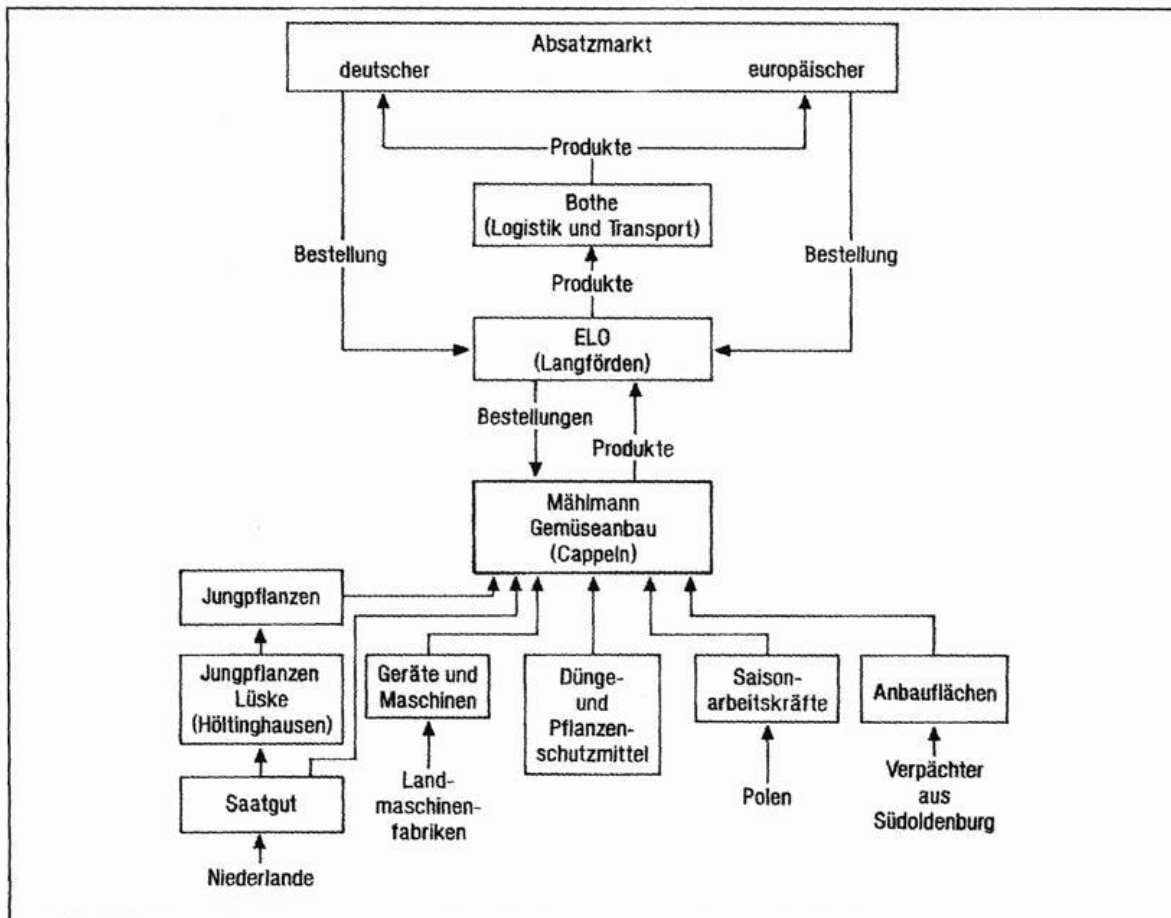 Absatzmarkt
deutscher
europäischer
Produkte
Bothe
(Logistik und Transport)
Bestellung
Bestellung
Produkte
ELO
(Langförden)
Bestellungen
Produkte
Mählmann
Gemüseanbau
(Cappeln)
Jungpflanzen
Jungpflanzen
Lüske
(Höltinghausen)
Saatgut
Niederlande
Geräte und
Maschinen
Land-
maschinen-
fabriken
Dünge-
und
Pflanzen-
schutzmittel
Saison-
arbeitskräfte
Polen
Anbauflächen
Verpächter
aus
Südoldenburg